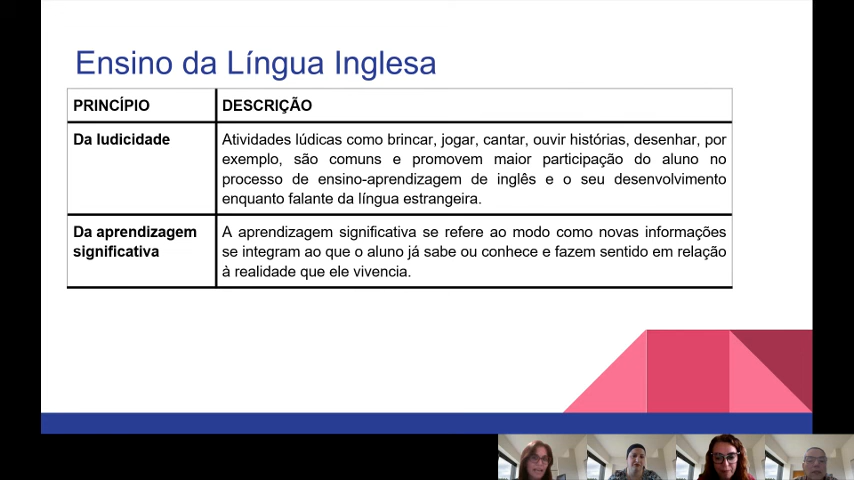 Ensino da Língua Inglesa
PRINCÍPIO
DESCRIÇÃO
Da ludicidade
Atividades lúdicas como brincar, jogar, cantar, ouvir histórias, desenhar, por
exemplo, são comuns e promovem maior participação do aluno no
processo de ensino-aprendizagem de inglês e o seu desenvolvimento
enquanto falante da língua estrangeira.
Da aprendizagem
significativa
A aprendizagem significativa se refere ao modo como novas informações
se integram ao que o aluno já sabe ou conhece e fazem sentido em relação
à realidade que ele vivencia.